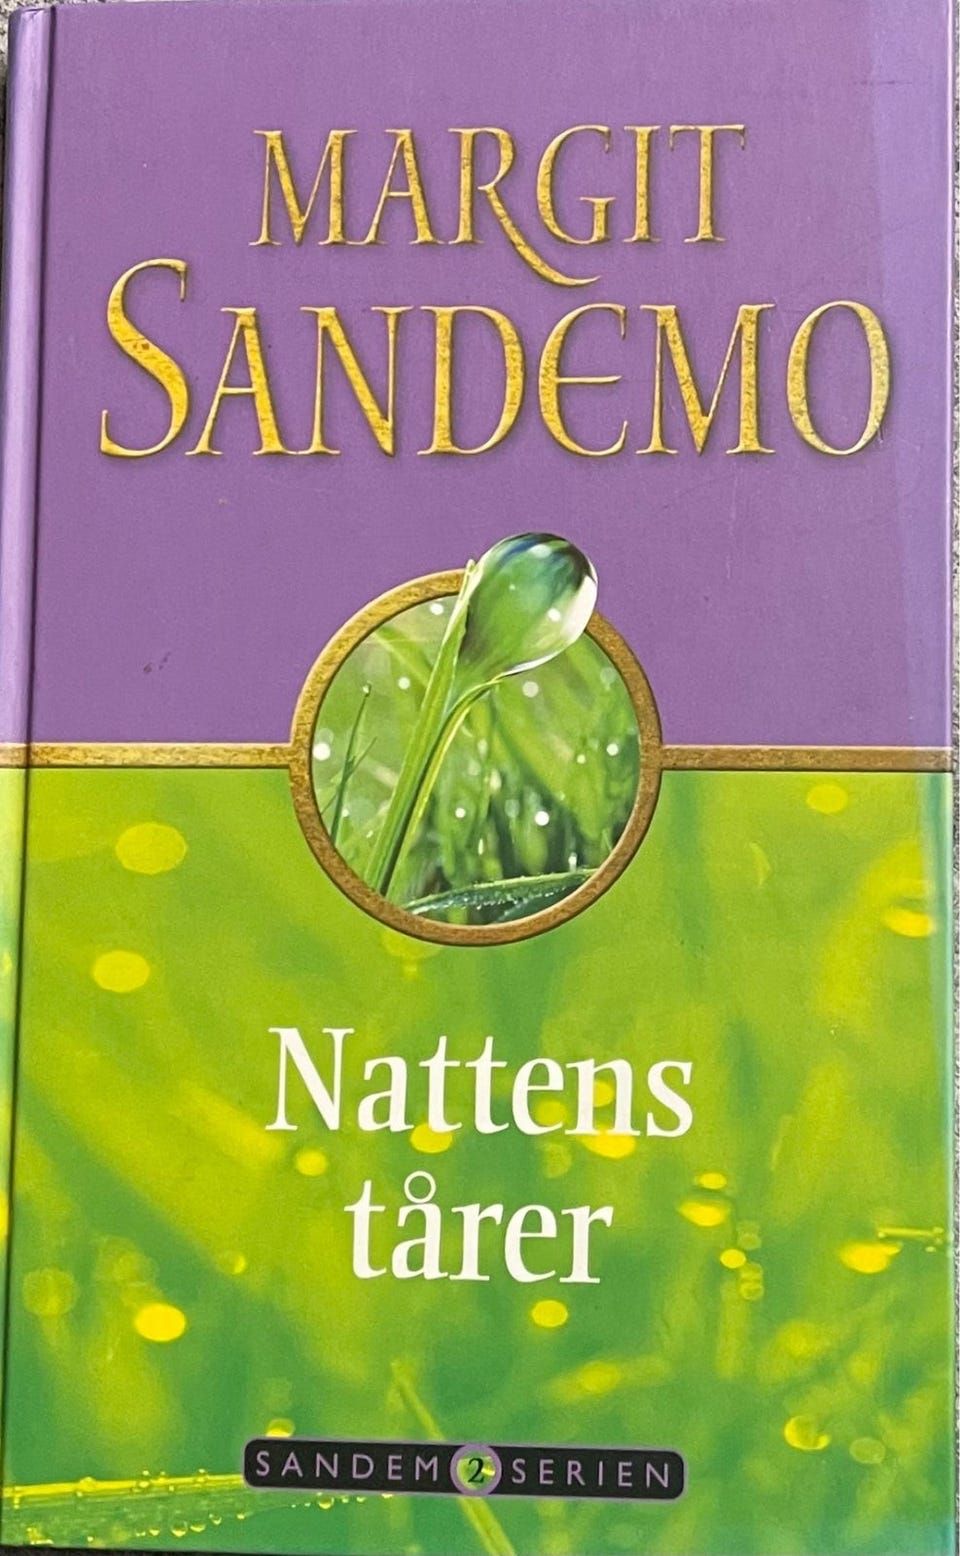 MARGIT
SANDEMO
Nattens
tårer
SANDEM 2 SERIEN